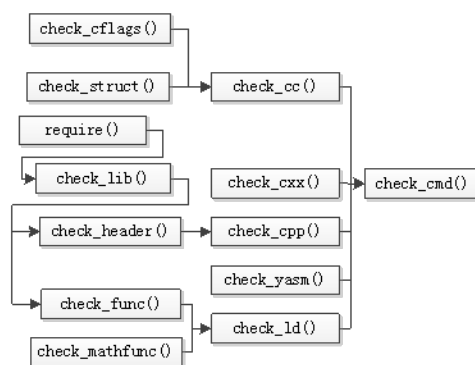 check_cflags()
check_struct()
check_cc()
require()
check_lib()
check_cxx()
check_cmd()
check_header()
check_cpp()
check_yasm()
check_func()
check_ld()
check_mathfunc()